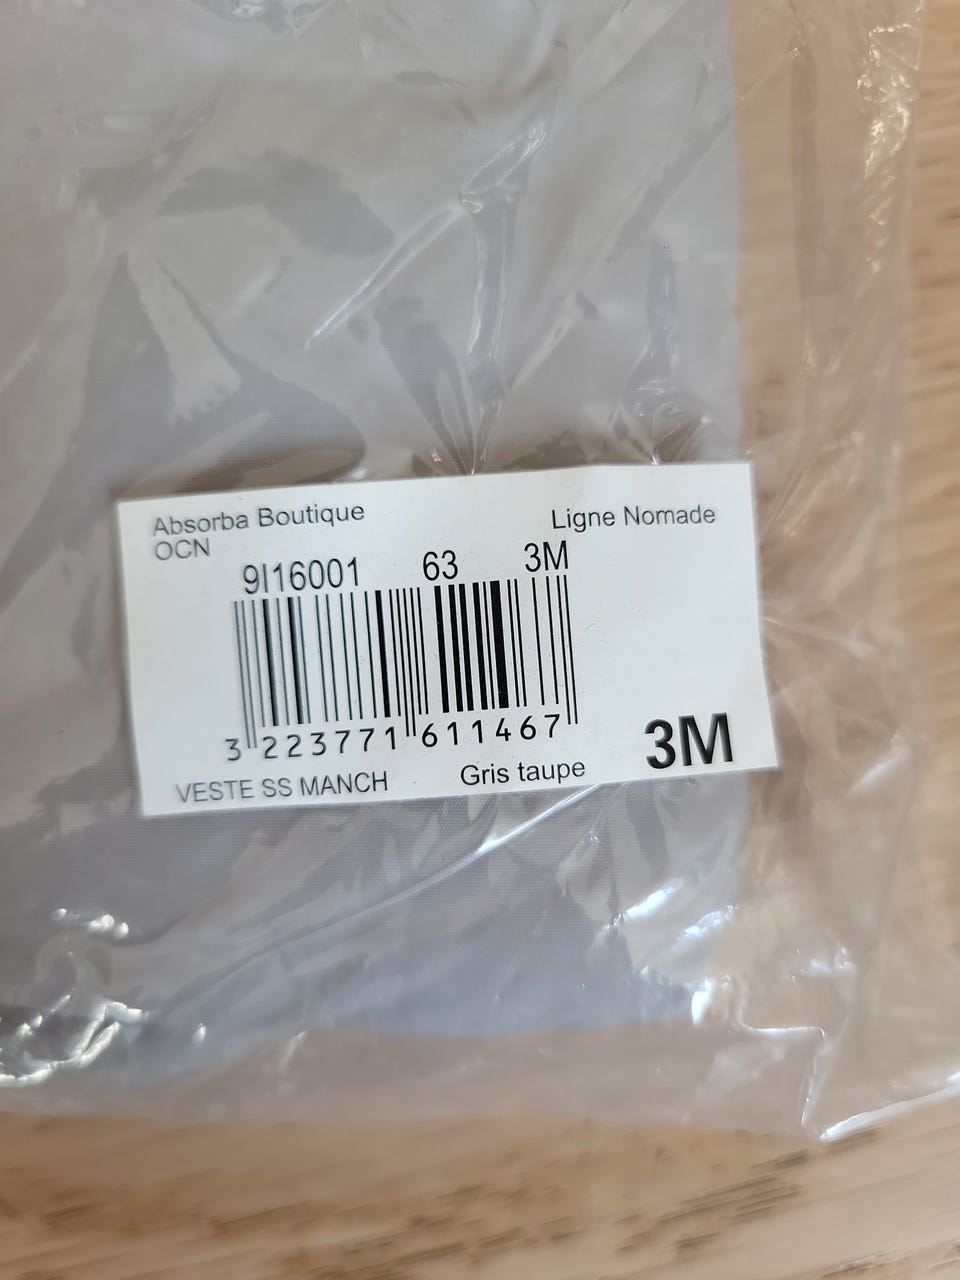 Absorba Boutique Ligne Nomade
OCN
9I16001 63 3M
3 223771 611467
3M
VESTE SS MANCH Gris taupe